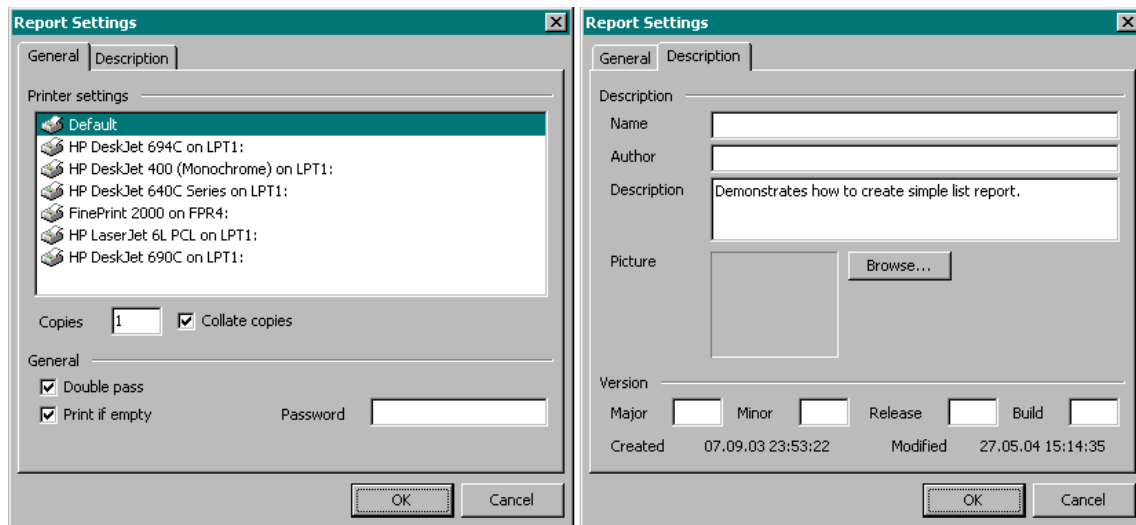 Report Settings
General Description
Printer settings
Default
HP DeskJet 694C on LPT1:
HP DeskJet 400 (Monochrome) on LPT1:
HP DeskJet 640C Series on LPT1:
FinePrint 2000 on FPR4:
HP LaserJet 6L PCL on LPT1:
HP DeskJet 690C on LPT1:
Copies 1 Collate copies
General
Double pass
Print if empty Password
OK Cancel
Report Settings
General Description
Description
Name
Author
Description Demonstrates how to create simple list report.
Picture Browse...
Version
Major Minor Release Build
Created 07.09.03 23:53:22 Modified 27.05.04 15:14:35
OK Cancel